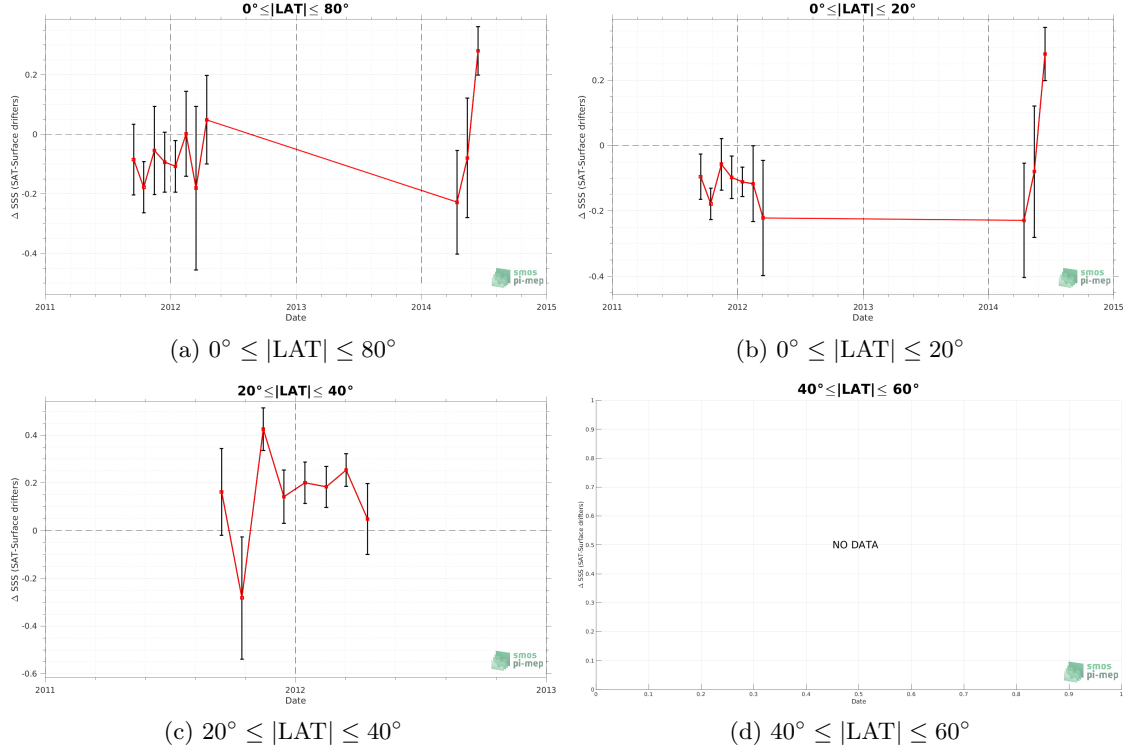 0°≤|LAT|≤ 80°
Δ SSS (SAT-Surface drifters)
0.2
0
-0.2
-0.4
2011 2012 2013 2014 2015
Date
smos
pi-mep
(a) 0° ≤ |LAT| ≤ 80°
0°≤|LAT|≤ 20°
Δ SSS (SAT-Surface drifters)
0.2
0
-0.2
-0.4
2011 2012 2013 2014 2015
Date
smos
pi-mep
(b) 0° ≤ |LAT| ≤ 20°
20°≤|LAT|≤ 40°
Δ SSS (SAT-Surface drifters)
0.4
0.2
0
-0.2
-0.4
-0.6
2011 2012 2013
Date
smos
pi-mep
(c) 20° ≤ |LAT| ≤ 40°
40°≤|LAT|≤ 60°
Δ SSS (SAT-Surface drifters)
1
0.9
0.8
0.7
0.6
0.5
0.4
0.3
0.2
0.1
0
NO DATA
0 0.1 0.2 0.3 0.4 0.5 0.6 0.7 0.8 0.9 1
Date
smos
pi-mep
(d) 40° ≤ |LAT| ≤ 60°